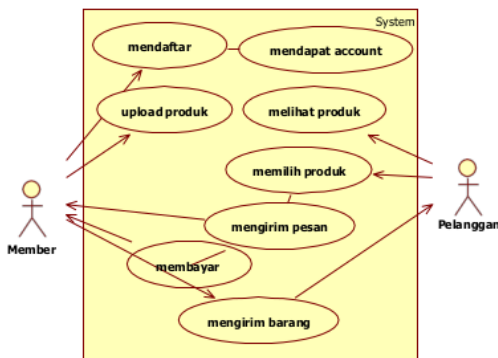 System
mendaftar
mendapat account
upload produk
melihat produk
memilih produk
mengirim pesan
Member
Pelanggan
membayar
mengirim barang